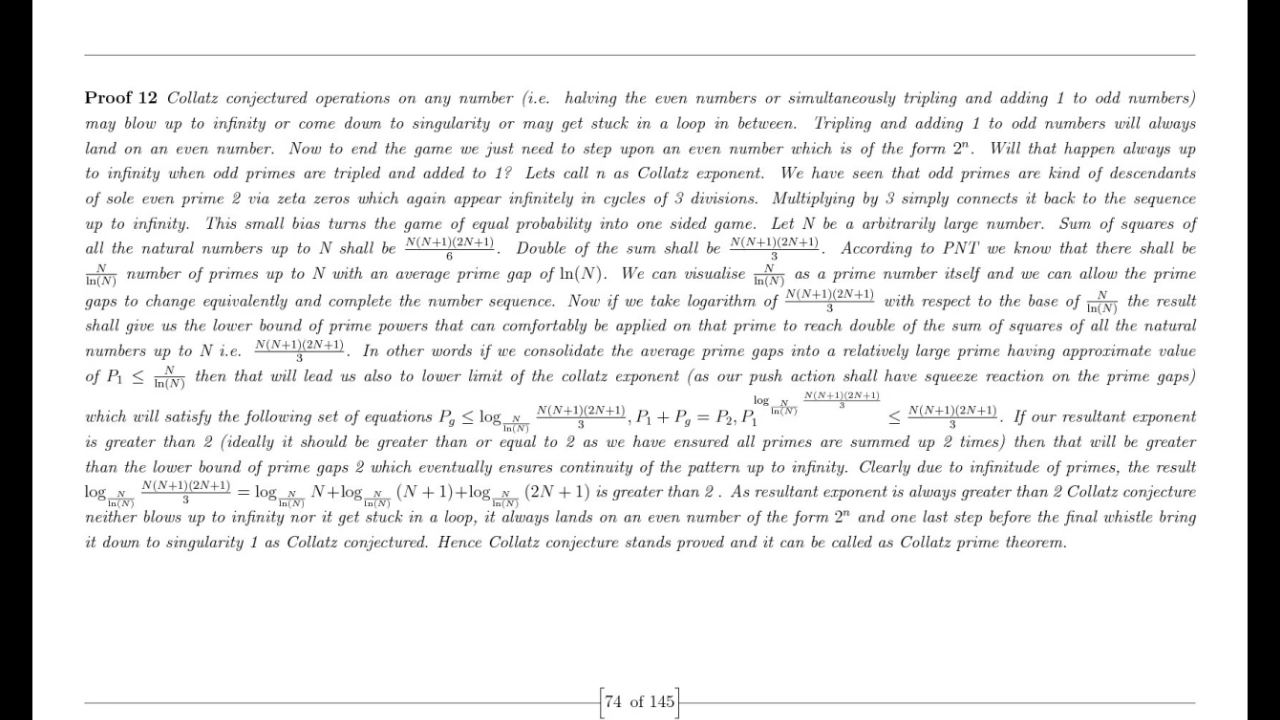 Proof 12 Collatz conjectured operations on any number (i.e. halving the even numbers or simultaneously tripling and adding 1 to odd numbers)
may blow up to infinity or come down to singularity or may get stuck in a loop in between. Tripling and adding 1 to odd numbers will always
land on an even number. Now to end the game we just need to step upon an even number which is of the form 2ⁿ. Will that happen always up
to infinity when odd primes are tripled and added to 1? Lets call n as Collatz exponent. We have seen that odd primes are kind of descendants
of sole even prime 2 via zeta zeros which again appear infinitely in cycles of 3 divisions. Multiplying by 3 simply connects it back to the sequence
up to infinity. This small bias turns the game of equal probability into one sided game. Let N be a arbitrarily large number. Sum of squares of
all the natural numbers up to N shall be \frac{N(N+1)(2N+1)}{6}. Double of the sum shall be \frac{N(N+1)(2N+1)}{3}. According to PNT we know that there shall be
\frac{N}{\ln(N)} number of primes up to N with an average prime gap of ln(N). We can visualise \frac{N}{\ln(N)} as a prime number itself and we can allow the prime
gaps to change equivalently and complete the number sequence. Now if we take logarithm of \frac{N(N+1)(2N+1)}{3} with respect to the base of \frac{N}{\ln(N)} the result
shall give us the lower bound of prime powers that can comfortably be applied on that prime to reach double of the sum of squares of all the natural
numbers up to N i.e. \frac{N(N+1)(2N+1)}{3}. In other words if we consolidate the average prime gaps into a relatively large prime having approximate value
of P₁ ≤ \frac{N}{\ln(N)} then that will lead us also to lower limit of the collatz exponent (as our push action shall have squeeze reaction on the prime gaps)
which will satisfy the following set of equations P_g ≤ \log_{\frac{N}{\ln(N)}} \frac{N(N+1)(2N+1)}{3}, P₁ + P_g = P₂, P_1^{\log_{\frac{N}{\ln(N)}} \frac{N(N+1)(2N+1)}{3}} ≤ \frac{N(N+1)(2N+1)}{3}. If our resultant exponent
is greater than 2 (ideally it should be greater than or equal to 2 as we have ensured all primes are summed up 2 times) then that will be greater
than the lower bound of prime gaps 2 which eventually ensures continuity of the pattern up to infinity. Clearly due to infinitude of primes, the result
\log_{\frac{N}{\ln(N)}} \frac{N(N+1)(2N+1)}{3} = \log_{\frac{N}{\ln(N)}} N + \log_{\frac{N}{\ln(N)}} (N + 1) + \log_{\frac{N}{\ln(N)}} (2N + 1) is greater than 2 . As resultant exponent is always greater than 2 Collatz conjecture
neither blows up to infinity nor it get stuck in a loop, it always lands on an even number of the form 2ⁿ and one last step before the final whistle bring
it down to singularity 1 as Collatz conjectured. Hence Collatz conjecture stands proved and it can be called as Collatz prime theorem.
74 of 145